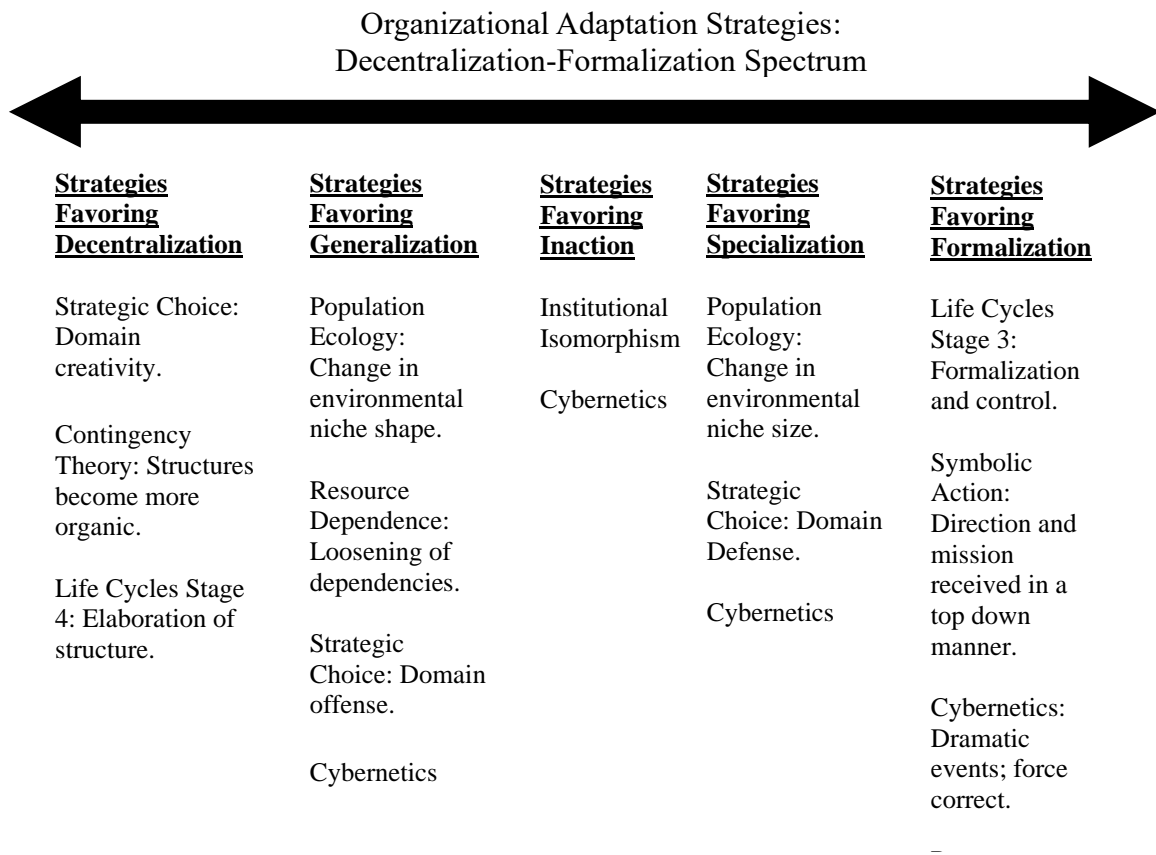 Organizational Adaptation Strategies:
Decentralization-Formalization Spectrum
Strategies
Favoring
Decentralization
Strategic Choice:
Domain
creativity.
Contingency
Theory: Structures
become more
organic.
Life Cycles Stage
4: Elaboration of
structure.
Strategies
Favoring
Generalization
Population
Ecology:
Change in
environmental
niche shape.
Resource
Dependence:
Loosening of
dependencies.
Strategic
Choice: Domain
offense.
Cybernetics
Strategies
Favoring
Inaction
Institutional
Isomorphism
Cybernetics
Strategies
Favoring
Specialization
Population
Ecology:
Change in
environmental
niche size.
Strategic
Choice: Domain
Defense.
Cybernetics
Strategies
Favoring
Formalization
Life Cycles
Stage 3:
Formalization
and control.
Symbolic
Action:
Direction and
mission
received in a
top down
manner.
Cybernetics:
Dramatic
events; force
correct.